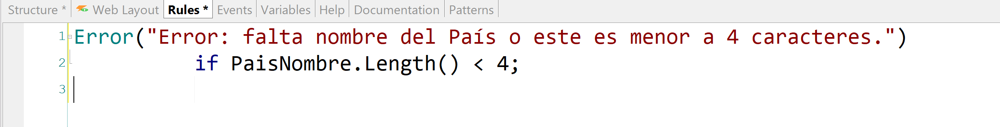 Structure * Web Layout Rules * Events Variables Help Documentation Patterns
1 Error("Error: falta nombre del País o este es menor a 4 caracteres.")
2 if PaisNombre.Length() < 4;
3